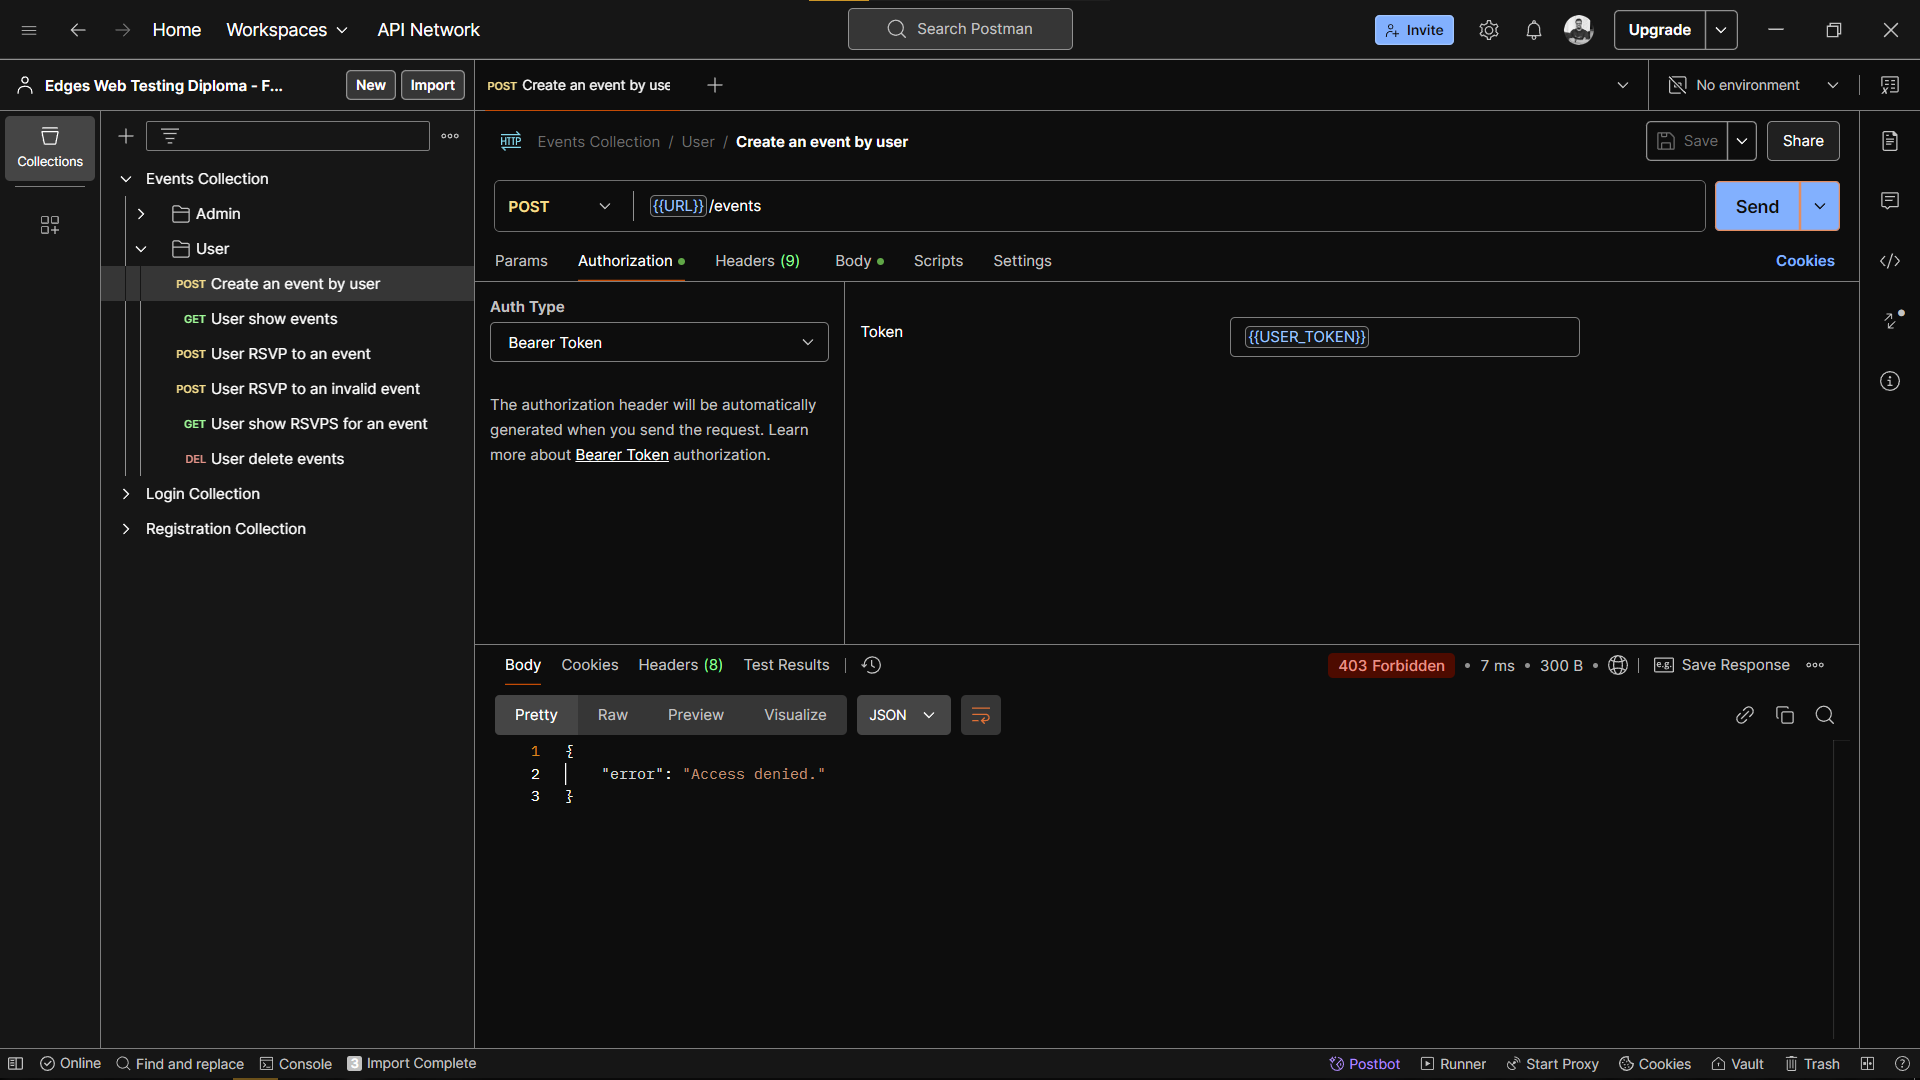 Home Workspaces API Network
Search Postman
Invite
Upgrade
Edges Web Testing Diploma - F...
New Import
POST Create an event by use
No environment
Collections
Events Collection
Admin
User
POST Create an event by user
GET User show events
POST User RSVP to an event
POST User RSVP to an invalid event
GET User show RSVPS for an event
DEL User delete events
Login Collection
Registration Collection
HTTP Events Collection / User / Create an event by user
Save Share
POST {{URL}}/events
Send
Params Authorization Headers (9) Body Scripts Settings Cookies
Auth Type
Bearer Token
The authorization header will be automatically
generated when you send the request. Learn
more about Bearer Token authorization.
Token {{USER_TOKEN}}
Body Cookies Headers (8) Test Results
403 Forbidden • 7 ms • 300 B • e.g. Save Response
Pretty Raw Preview Visualize JSON
1 {
2 "error": "Access denied."
3 }
Online Find and replace Console 3 Import Complete
Postbot Runner Start Proxy Cookies Vault Trash